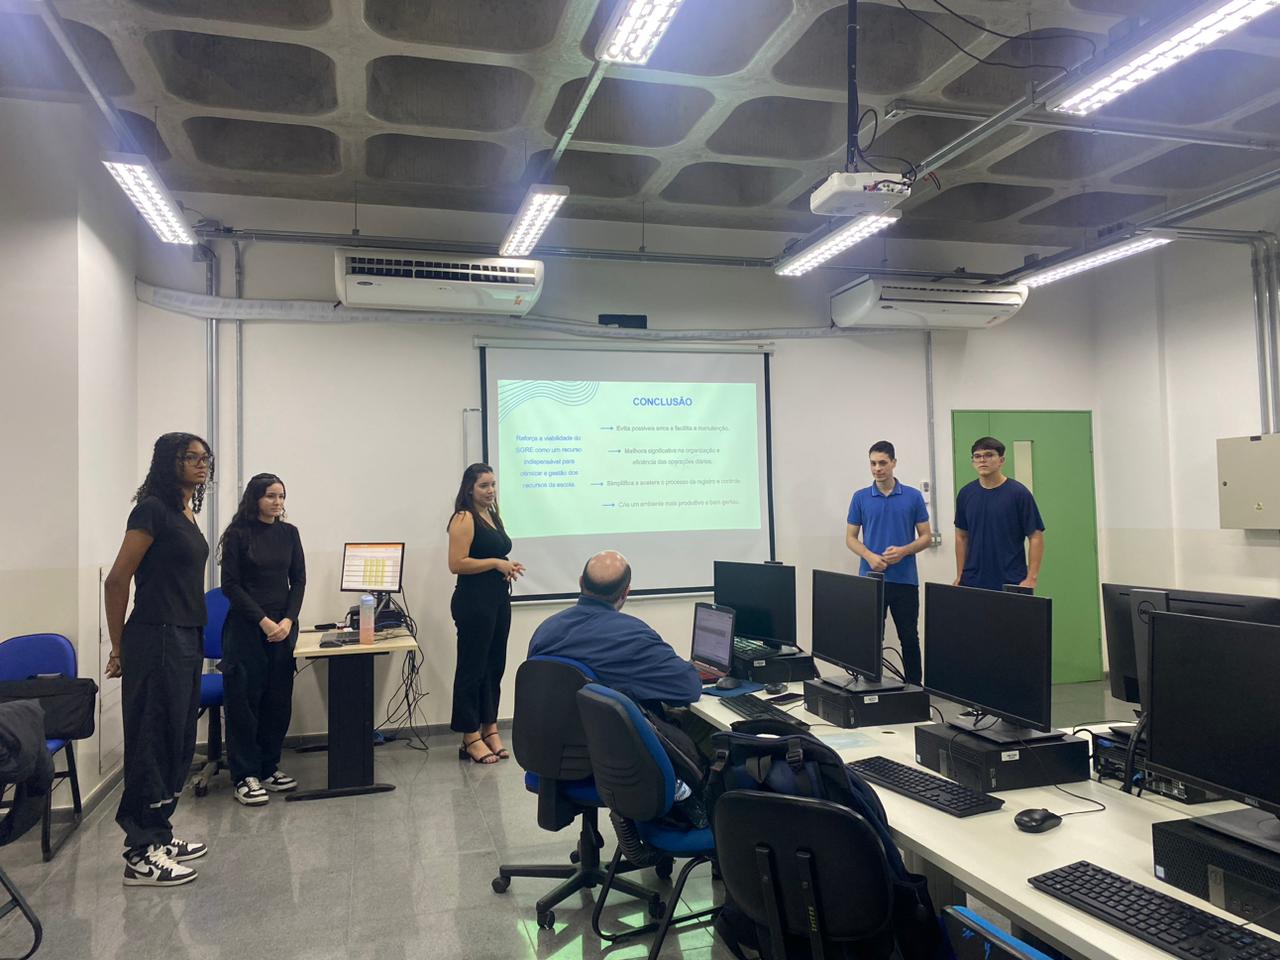 CONCLUSÃO
Reforça a viabilidade do
SGRE como um recurso
indispensável para
otimizar a gestão dos
recursos da escola.
Evita possíveis erros e facilita a manutenção.
Melhora significativa na organização e
eficiência das operações diárias.
Simplifica e acelera o processo de registro e controle.
Cria um ambiente mais produtivo e bem gerido.
DELL